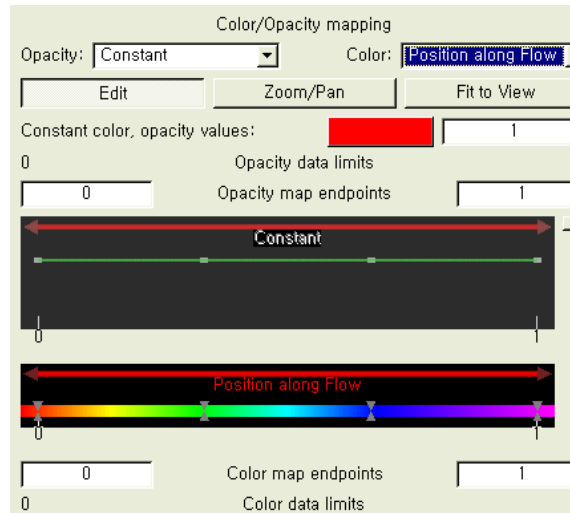 Color/Opacity mapping
Opacity: Constant Color: Position along Flow
Edit Zoom/Pan Fit to View
Constant color, opacity values: 1
0 Opacity data limits
0 Opacity map endpoints 1
Constant
0 1
Position along Flow
0 1
0 Color map endpoints 1
0 Color data limits